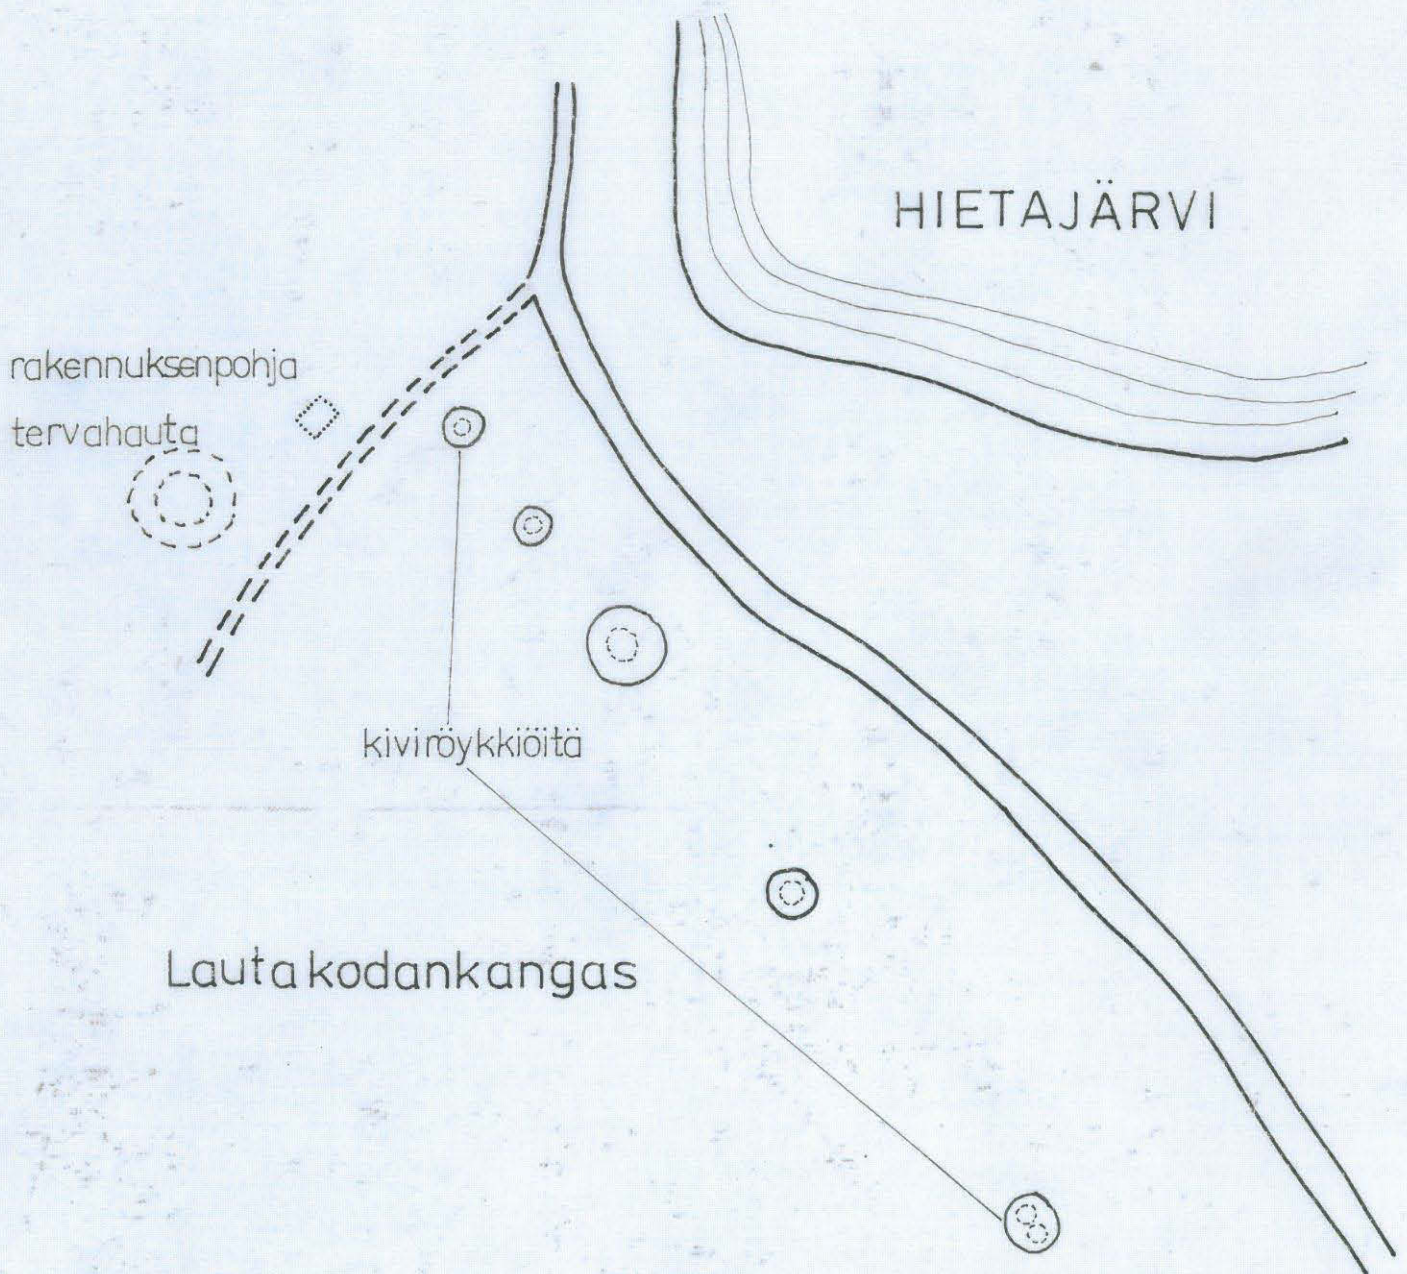 HIETAJÄRVI
rakennuksenpohja
tervahauta
kiviröykkiöitä
Lautakodankangas